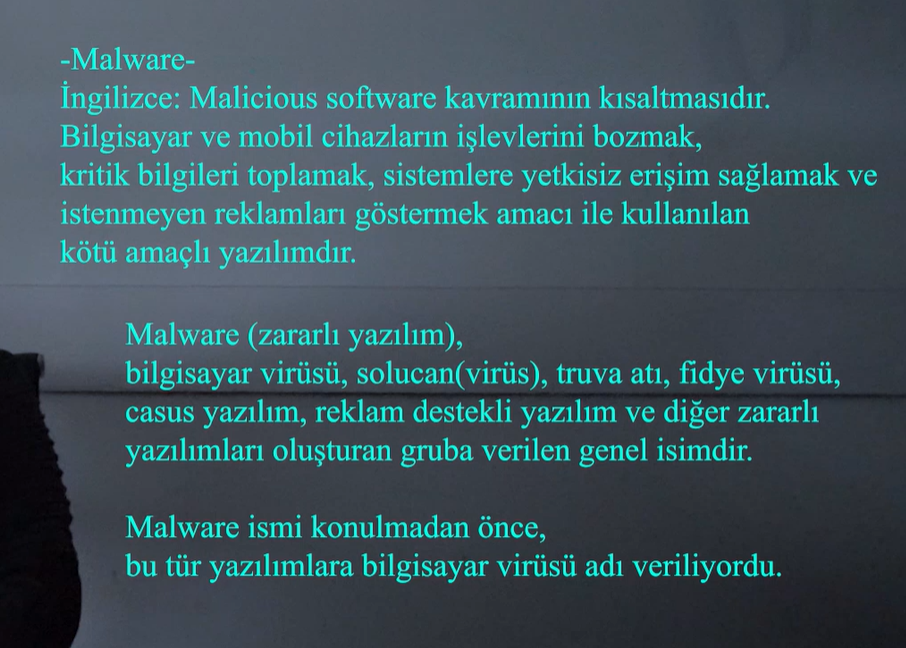 -Malware-
İngilizce: Malicious software kavramının kısaltmasıdır.
Bilgisayar ve mobil cihazların işlevlerini bozmak,
kritik bilgileri toplamak, sistemlere yetkisiz erişim sağlamak ve
istenmeyen reklamları göstermek amacı ile kullanılan
kötü amaçlı yazılımdır.
Malware (zararlı yazılım),
bilgisayar virüsü, solucan(virüs), truva atı, fidye virüsü,
casus yazılım, reklam destekli yazılım ve diğer zararlı
yazılımları oluşturan gruba verilen genel isimdir.
Malware ismi konulmadan önce,
bu tür yazılımlara bilgisayar virüsü adı veriliyordu.